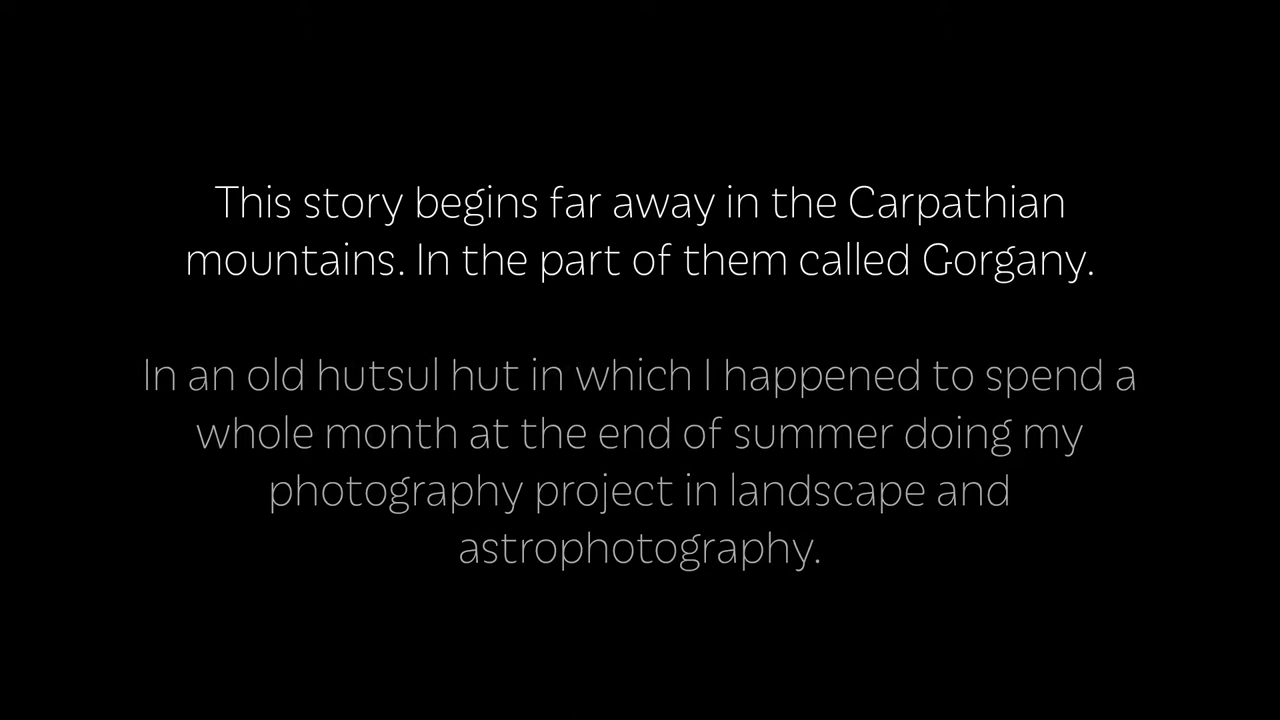 This story begins far away in the Carpathian
mountains. In the part of them called Gorgany.
In an old hutsul hut in which I happened to spend a
whole month at the end of summer doing my
photography project in landscape and
astrophotography.